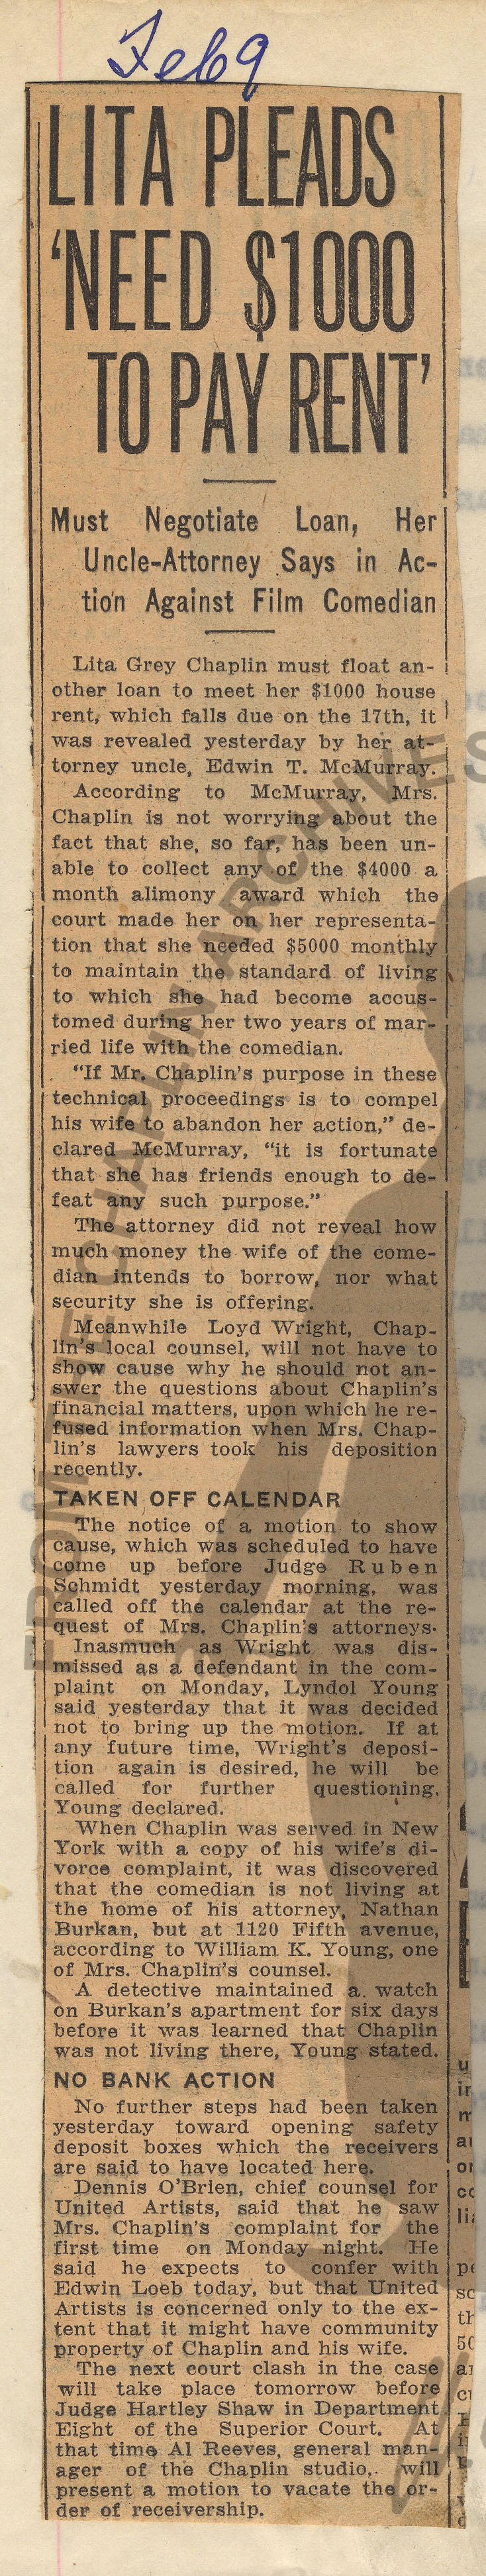 Feb 9
LITA PLEADS
'NEED $1000
TO PAY RENT'
Must Negotiate Loan, Her
Uncle-Attorney Says in Ac-
tion Against Film Comedian
Lita Grey Chaplin must float an-
other loan to meet her $1000 house
rent, which falls due on the 17th, it
was revealed yesterday by her at-
torney uncle, Edwin T. McMurray.
According to McMurray, Mrs.
Chaplin is not worrying about the
fact that she, so far, has been un-
able to collect any of the $4000 a
month alimony award which the
court made her on her representa-
tion that she needed $5000 monthly
to maintain the standard of living
to which she had become accus-
tomed during her two years of mar-
ried life with the comedian.
"If Mr. Chaplin's purpose in these
technical proceedings is to compel
his wife to abandon her action," de-
clared McMurray, "it is fortunate
that she has friends enough to de-
feat any such purpose."
The attorney did not reveal how
much money the wife of the come-
dian intends to borrow, nor what
security she is offering.
Meanwhile Loyd Wright, Chap-
lin's local counsel, will not have to
show cause why he should not an-
swer the questions about Chaplin's
financial matters, upon which he re-
fused information when Mrs. Chap-
lin's lawyers took his deposition
recently.
TAKEN OFF CALENDAR
The notice of a motion to show
cause, which was scheduled to have
come up before Judge Ruben
Schmidt yesterday morning, was
called off the calendar at the re-
quest of Mrs. Chaplin's attorneys.
Inasmuch as Wright was dis-
missed as a defendant in the com-
plaint on Monday, Lyndol Young
said yesterday that it was decided
not to bring up the motion. If at
any future time, Wright's deposi-
tion again is desired, he will be
called for further questioning,
Young declared.
When Chaplin was served in New
York with a copy of his wife's di-
vorce complaint, it was discovered
that the comedian is not living at
the home of his attorney, Nathan
Burkan, but at 1120 Fifth avenue,
according to William K. Young, one
of Mrs. Chaplin's counsel.
A detective maintained a watch
on Burkan's apartment for six days
before it was learned that Chaplin
was not living there, Young stated.
NO BANK ACTION
No further steps had been taken
yesterday toward opening safety
deposit boxes which the receivers
are said to have located here.
Dennis O'Brien, chief counsel for
United Artists, said that he saw
Mrs. Chaplin's complaint for the
first time on Monday night. He
said he expects to confer with
Edwin Loeb today, but that United
Artists is concerned only to the ex-
tent that it might have community
property of Chaplin and his wife.
The next court clash in the case
will take place tomorrow before
Judge Hartley Shaw in Department
Eight of the Superior Court. At
that time Al Reeves, general man-
ager of the Chaplin studio, will
present a motion to vacate the or-
der of receivership.
FROM THE CHAPLIN ARCHIVES